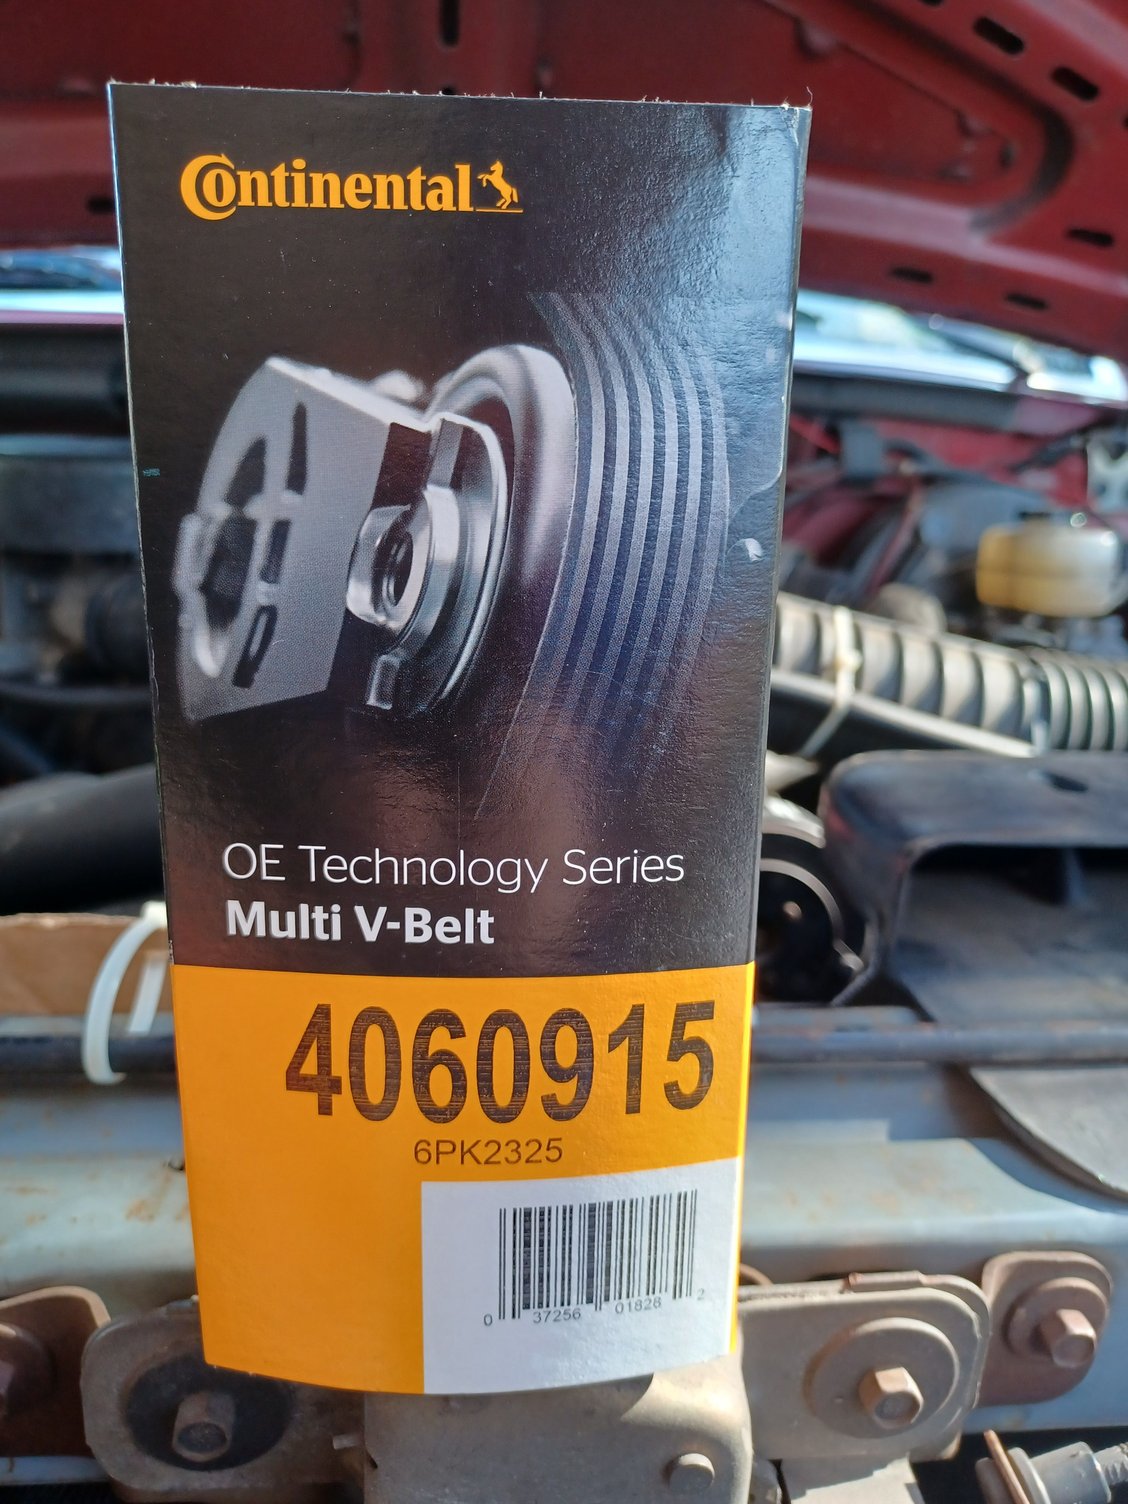 Continental
OE Technology Series
Multi V-Belt
4060915
6PK2325
0 37256 01828 2